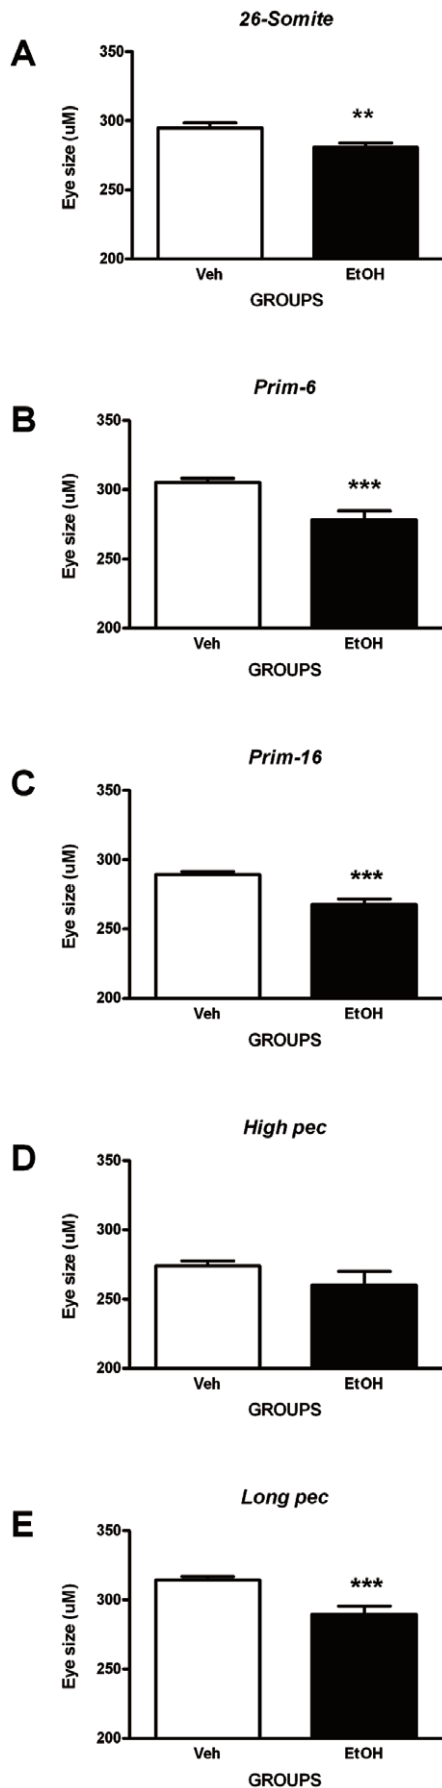 26-Somite
A
350
300
250
200
Eye size (uM)
**
Veh EtOH
GROUPS
Prim-6
B
350
300
250
200
Eye size (uM)
***
Veh EtOH
GROUPS
Prim-16
C
350
300
250
200
Eye size (uM)
***
Veh EtOH
GROUPS
High pec
D
350
300
250
200
Eye size (uM)
Veh EtOH
GROUPS
Long pec
E
350
300
250
200
Eye size (uM)
***
Veh EtOH
GROUPS